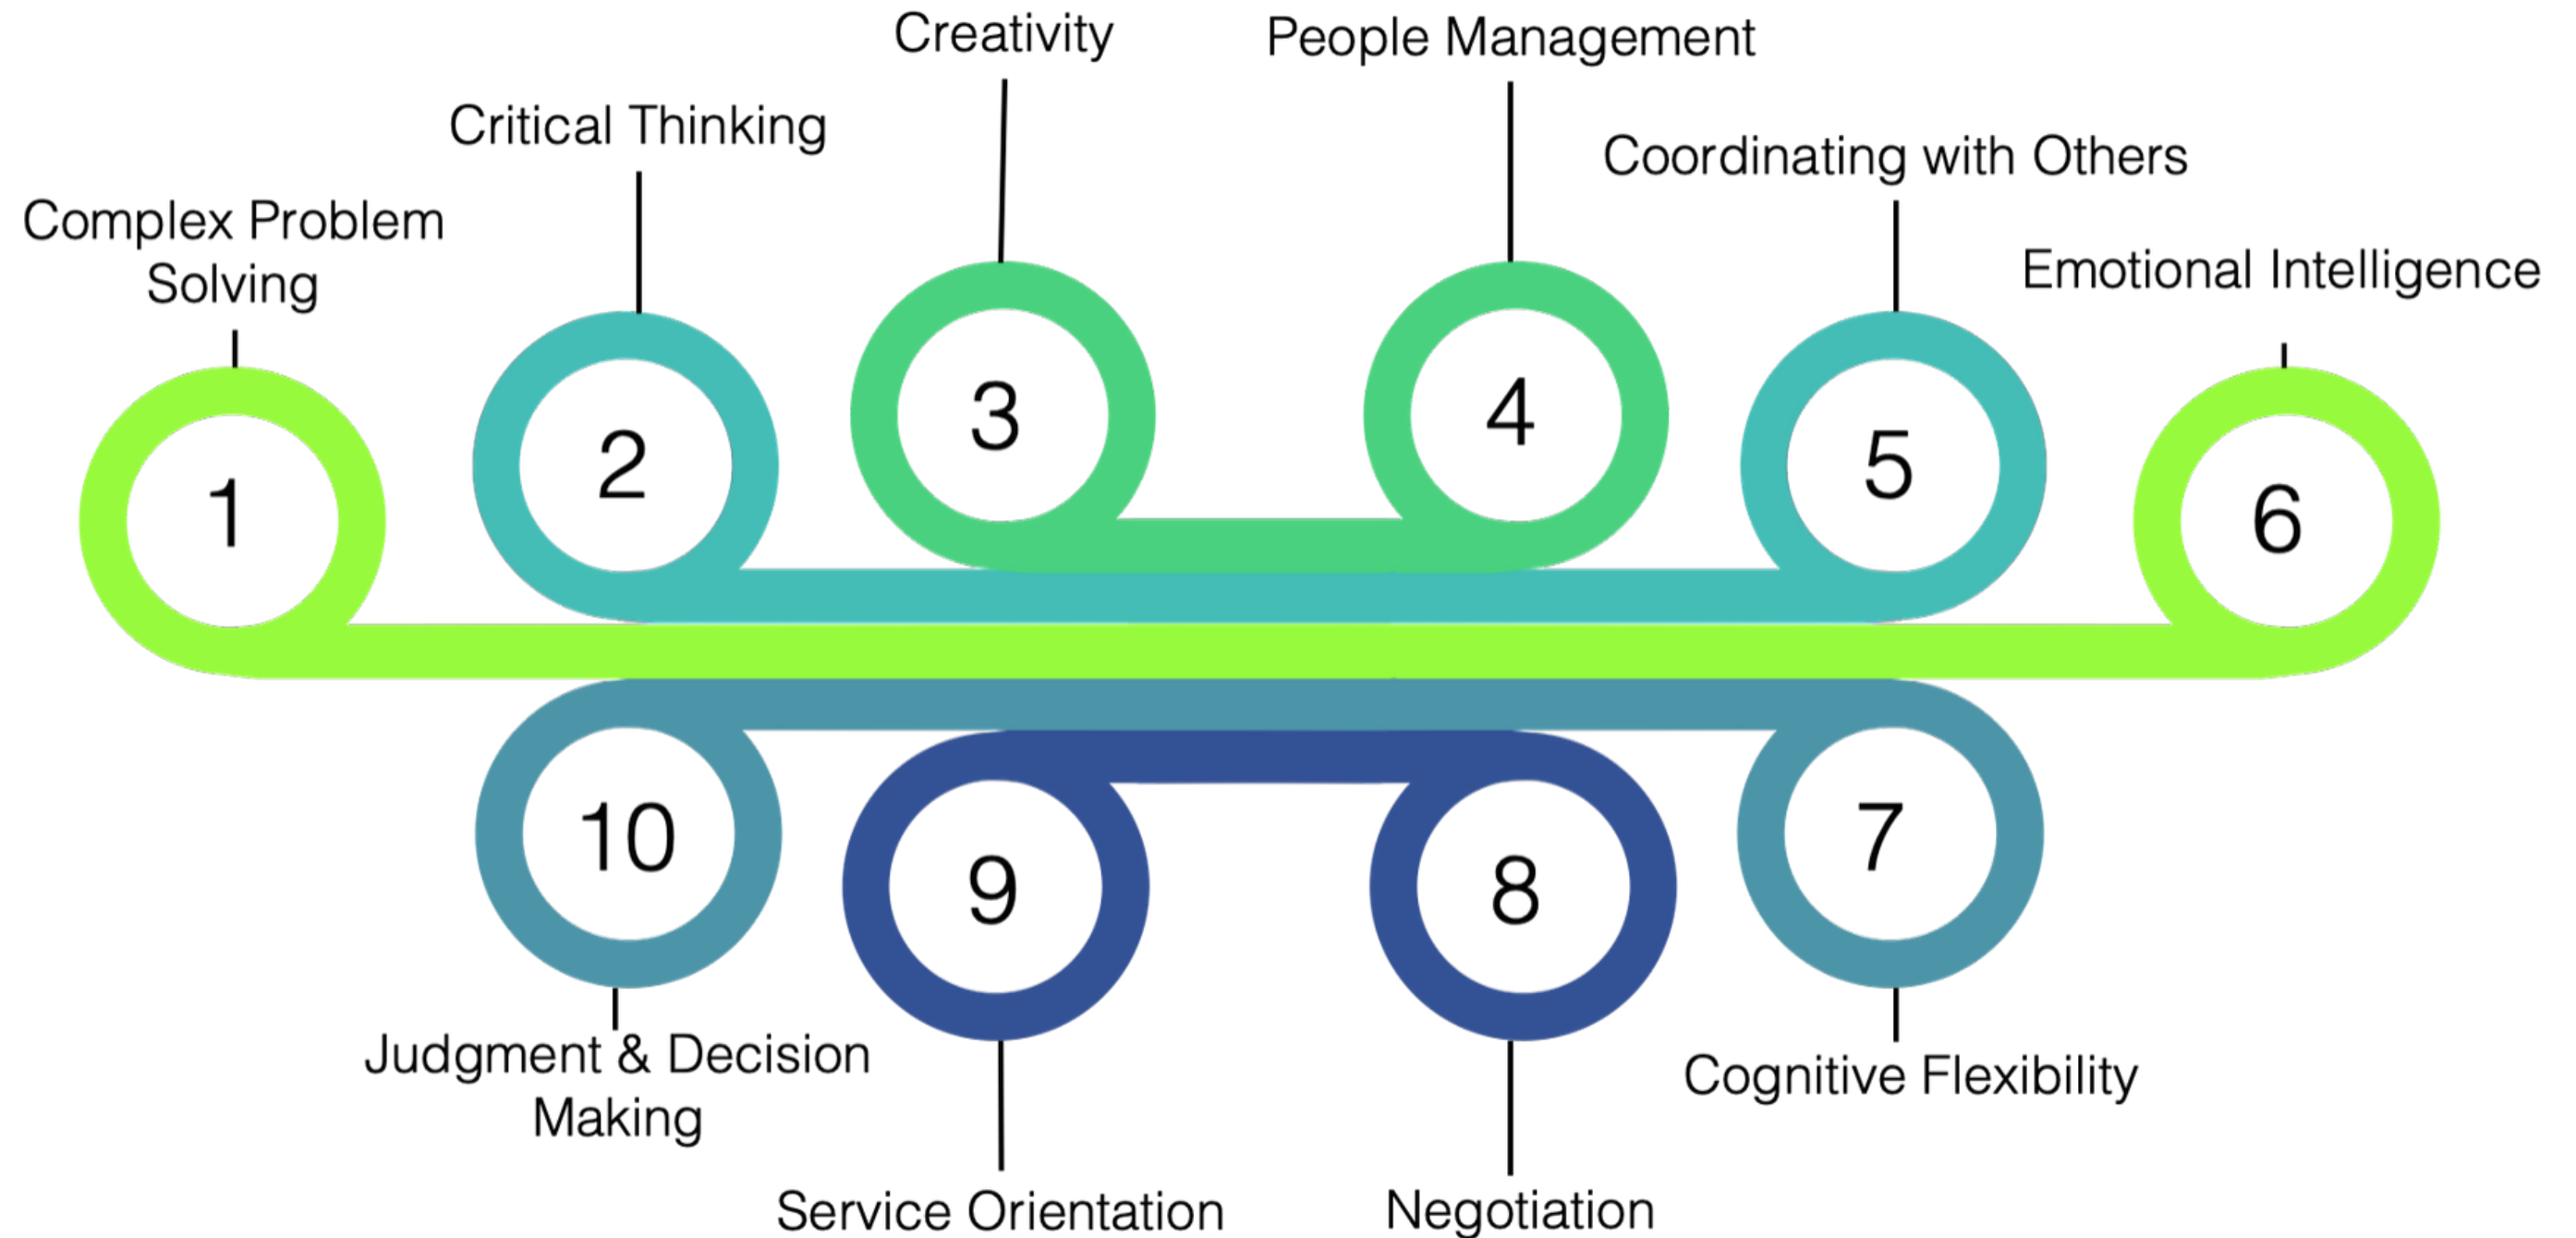 Creativity
People Management
Critical Thinking
Coordinating with Others
Complex Problem
Solving
Emotional Intelligence
1
2
3
4
5
6
10
9
8
7
Judgment & Decision
Making
Cognitive Flexibility
Service Orientation
Negotiation